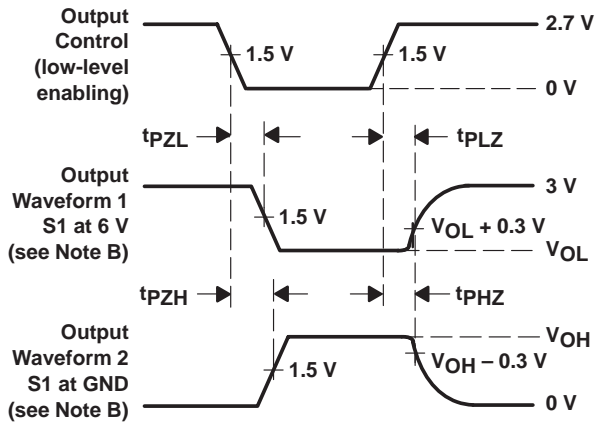 Output
Control
(low-level
enabling)
2.7 V
1.5 V
1.5 V
0 V
tPZL
tPLZ
Output
Waveform 1
S1 at 6 V
(see Note B)
3 V
1.5 V
VOL + 0.3 V
VOL
tPZH
tPHZ
Output
Waveform 2
S1 at GND
(see Note B)
VOH
1.5 V
VOH – 0.3 V
0 V